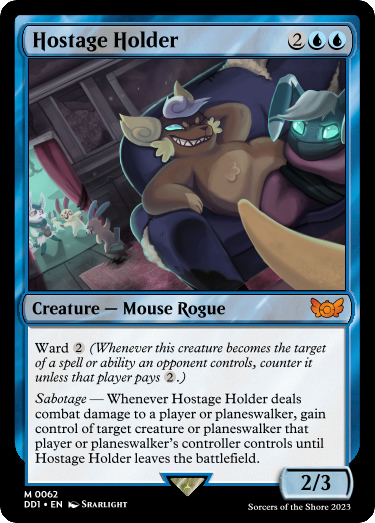 Hostage Holder 2
Creature — Mouse Rogue
Ward 2 (Whenever this creature becomes the target
of a spell or ability an opponent controls, counter it
unless that player pays 2.)
Sabotage — Whenever Hostage Holder deals
combat damage to a player or planeswalker, gain
control of target creature or planeswalker that
player or planeswalker's controller controls until
Hostage Holder leaves the battlefield.
2/3
M 0062
DD1 • EN Srarlight
Sorcers of the Shore 2023